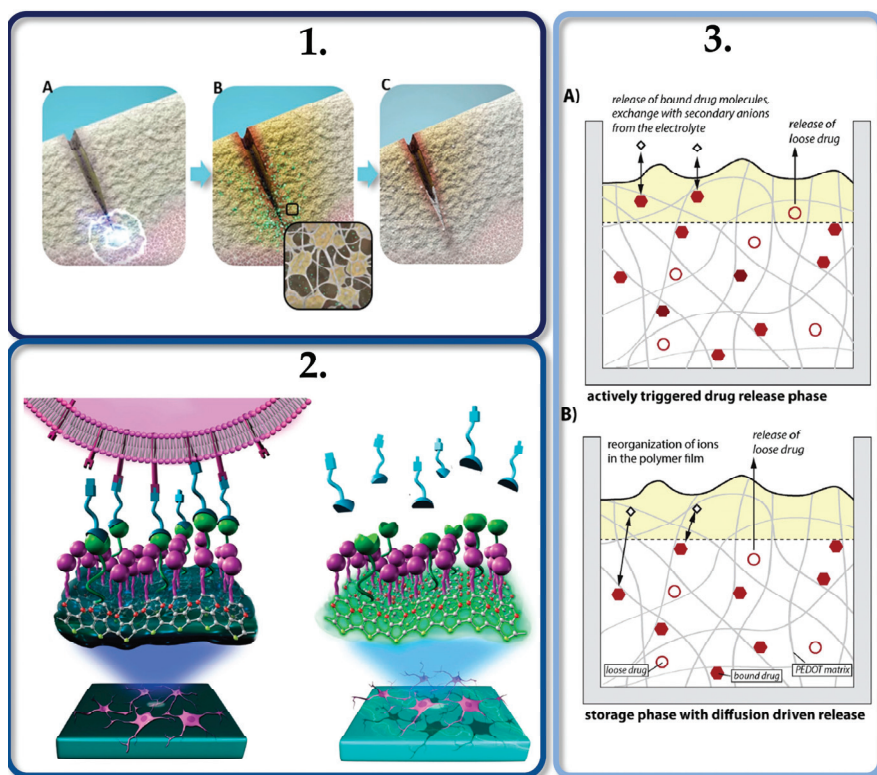 1.
A
B
C
2.
3.
A)
release of bound drug molecules,
exchange with secondary anions
from the electrolyte
release of
loose drug
actively triggered drug release phase
B)
reorganization of ions
in the polymer film
release of
loose drug
loose drug
bound drug
PEDOT matrix
storage phase with diffusion driven release